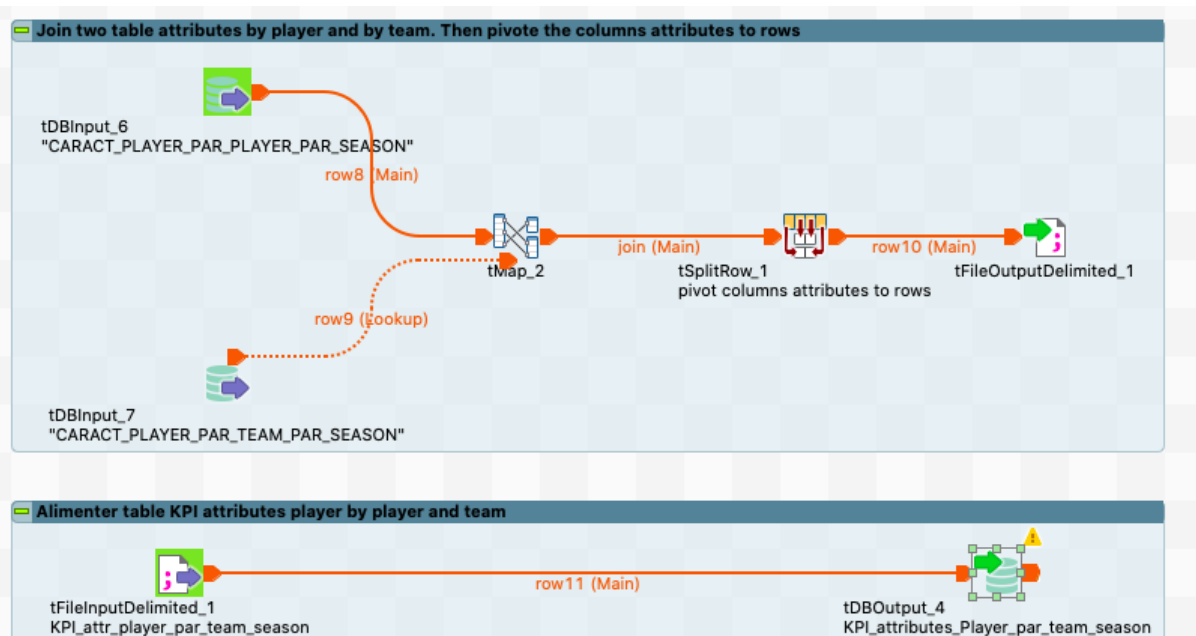 Join two table attributes by player and by team. Then pivote the columns attributes to rows
tDBInput_6
"CARACT_PLAYER_PAR_PLAYER_PAR_SEASON"
row8 (Main)
tMap_2
join (Main)
tSplitRow_1
pivot columns attributes to rows
row10 (Main)
tFileOutputDelimited_1
row9 (Lookup)
tDBInput_7
"CARACT_PLAYER_PAR_TEAM_PAR_SEASON"
Alimenter table KPI attributes player by player and team
row11 (Main)
tFileInputDelimited_1
KPI_attr_player_par_team_season
tDBOutput_4
KPI_attributes_Player_par_team_season